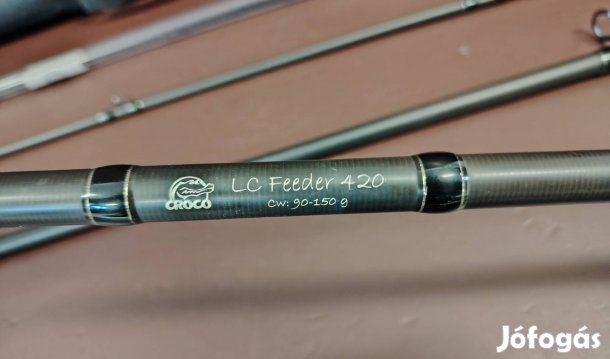 LC Feeder 420
CROCO
CW: 90-150 g
Jófogás